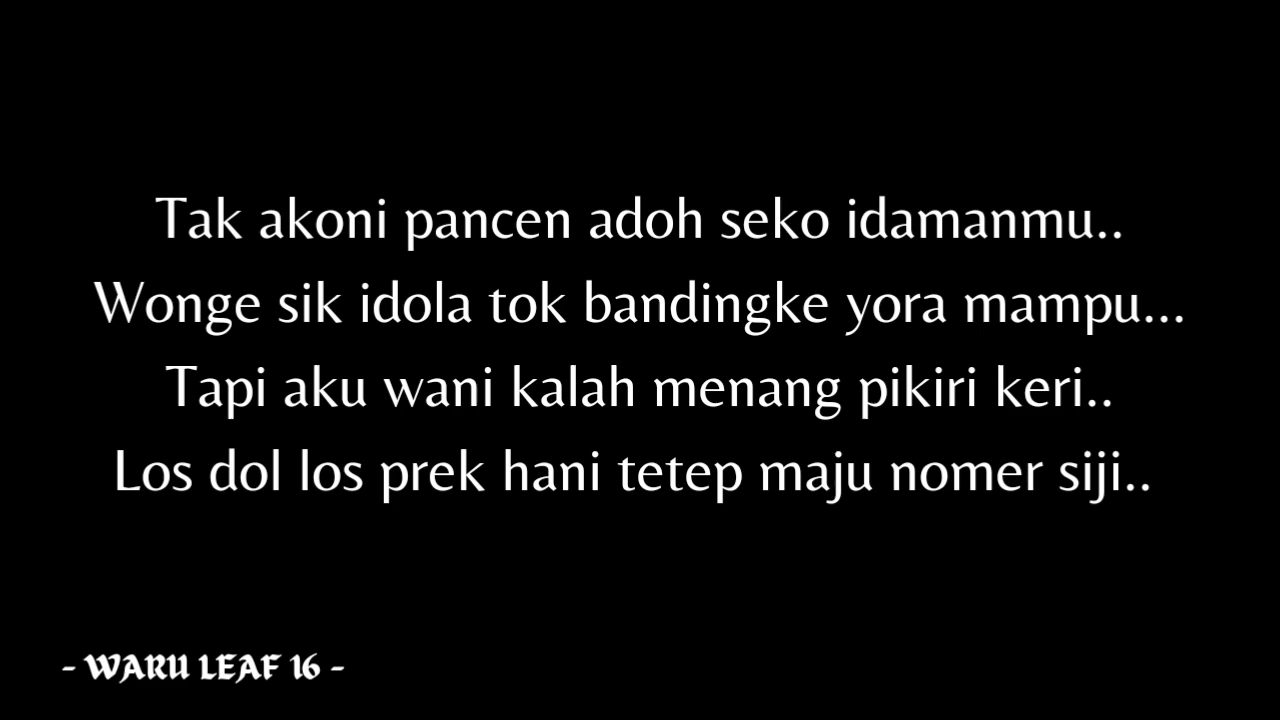 Tak akoni pancen adoh seko idamanmu..
Wonge sik idola tok bandingke yora mampu...
Tapi aku wani kalah menang pikiri keri..
Los dol los prek hani tetep maju nomer siji..
- WARU LEAF 16 -